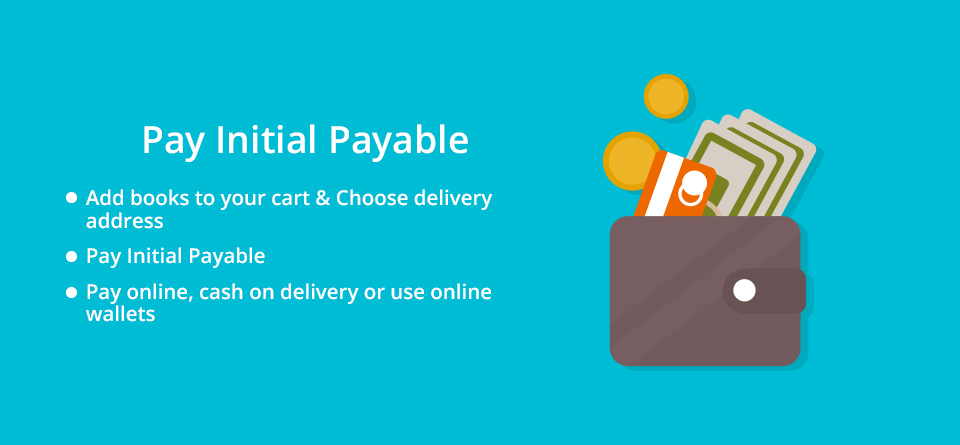 Pay Initial Payable
Add books to your cart & Choose delivery
address
Pay Initial Payable
Pay online, cash on delivery or use online
wallets